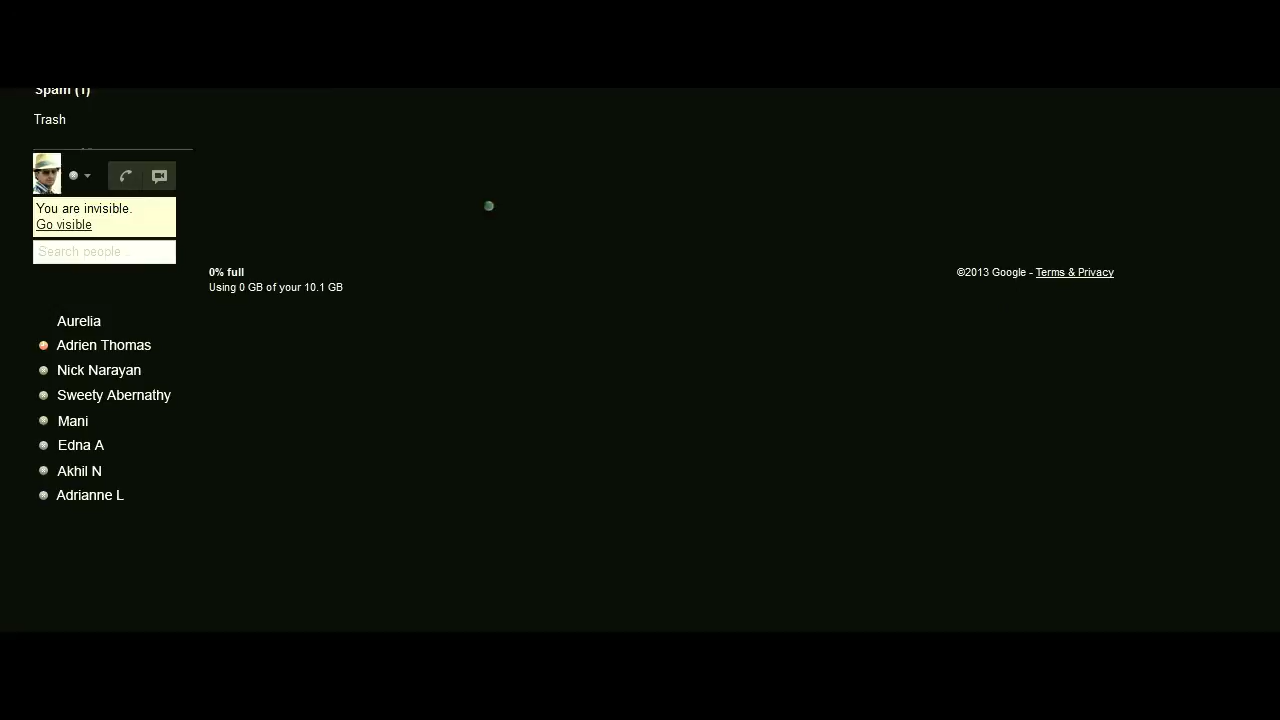 Spam (1)
Trash
You are invisible.
Go visible
Search people...
0% full
Using 0 GB of your 10.1 GB
©2013 Google - Terms & Privacy
Aurelia
Adrien Thomas
Nick Narayan
Sweety Abernathy
Mani
Edna A
Akhil N
Adrianne L